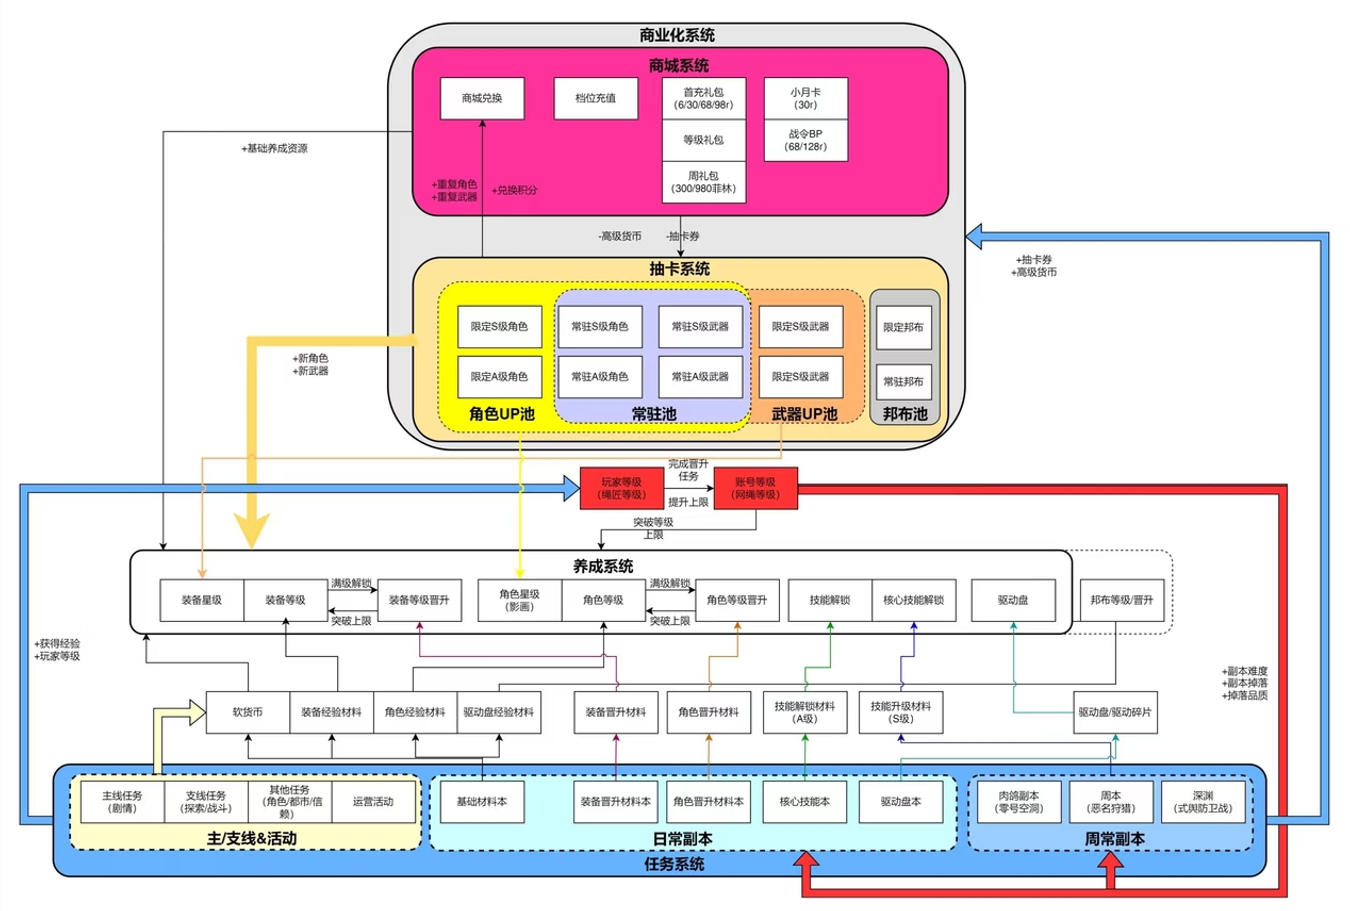 商业化系统
商城系统
商城兑换
档位充值
首充礼包
(6/30/68/98r)
小月卡
(30r)
等级礼包
战令BP
(68/128r)
周礼包
(300/980菲林)
+基础养成资源
+重复角色
+重复武器
+兑换积分
-高级货币
-抽卡券
+抽卡券
+高级货币
抽卡系统
限定S级角色
常驻S级角色
常驻S级武器
限定S级武器
限定邦布
限定A级角色
常驻A级角色
常驻A级武器
限定S级武器
常驻邦布
角色UP池
常驻池
武器UP池
邦布池
+新角色
+新武器
玩家等级
(绳匠等级)
完成晋升
任务
提升上限
账号等级
(网绳等级)
突破等级
上限
养成系统
装备星级
装备等级
满级解锁
突破上限
装备等级晋升
角色星级
(影画)
角色等级
满级解锁
突破上限
角色等级晋升
技能解锁
核心技能解锁
驱动盘
邦布等级/晋升
+获得经验
+玩家等级
+副本难度
+副本掉落
+掉落品质
软货币
装备经验材料
角色经验材料
驱动盘经验材料
装备晋升材料
角色晋升材料
技能解锁材料
(A级)
技能升级材料
(S级)
驱动盘/驱动碎片
主线任务
(剧情)
支线任务
(探索/战斗)
其他任务
(角色/都市/信
赖)
运营活动
主/支线&活动
基础材料本
装备晋升材料本
角色晋升材料本
核心技能本
驱动盘本
日常副本
肉鸽副本
(零号空洞)
周本
(恶名狩猎)
深渊
(式舆防卫战)
周常副本
任务系统